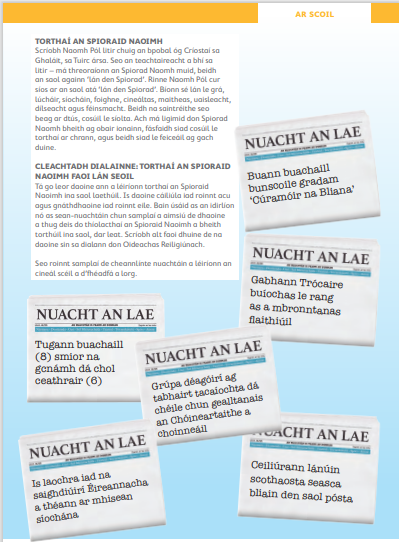 AR SCOIL
TORTHAÍ AN SPIORAID NAOIMH
Scríobh Naomh Pól litir chuig an bpobal óg Críostaí sa
Ghaláit, sa Tuirc ársa. Seo an teachtaireacht a bhí sa
litir – má threoraíonn an Spiorad Naomh muid, beidh
an saol againn 'lán den Spiorad'. Rinne Naomh Pól cur
síos ar an saol atá 'lán den Spiorad'. Bíonn sé lán le grá,
lúcháir, síocháin, foighne, cineáltas, maitheas, uaisleacht,
dílseacht agus féinsmacht. Beidh na saintréithe seo
beag ar dtús, cosúil le síolta. Ach má ligimid don Spiorad
Naomh bheith ag obair ionainn, fásfaidh siad cosúil le
torthaí ar chrann, agus beidh siad le feiceáil ag gach
duine.
CLEACHTADH DIALAINNE: TORTHAÍ AN SPIORAID
NAOIMH FAOI LÁN SEOIL
Tá go leor daoine ann a léiríonn torthaí an Spioraid
Naoimh ina saol laethúil. Is daoine cáiliúla iad roinnt acu
agus gnáthdhaoine iad roinnt eile. Bain úsáid as an idirlíon
nó as sean-nuachtáin chun samplaí a aimsiú de dhaoine
a thug deis do thíolacthaí an Spioraid Naoimh a bheith
torthúil ina saol, dar leat. Scríobh alt faoi dhuine de na
daoine sin sa dialann don Oideachas Reiligiúnach.
Seo roinnt samplaí de cheannlínte nuachtáin a léiríonn an
cineál scéil a d'fhéadfá a lorg.
NUACHT AN LAE
Buann buachaill
bunscoile gradam
'Cúramóir na Bliana'
NUACHT AN LAE
Gabhann Trócaire
buíochas le rang
as a mbronntanas
flaithiúil
NUACHT AN LAE
Tugann buachaill
(8) smior na
gcnámh dá chol
ceathrair (6)
NUACHT AN LAE
Grúpa déagóirí ag
tabhairt tacaíochta dá
chéile chun gealltanais
an Chóineartaithe a
choinneáil
NUACHT AN LAE
Is laochra iad na
saighdiúirí Éireannacha
a théann ar mhisean
síochána
NUACHT AN LAE
Ceiliúrann lánúin
scothaosta seasca
bliain den saol pósta